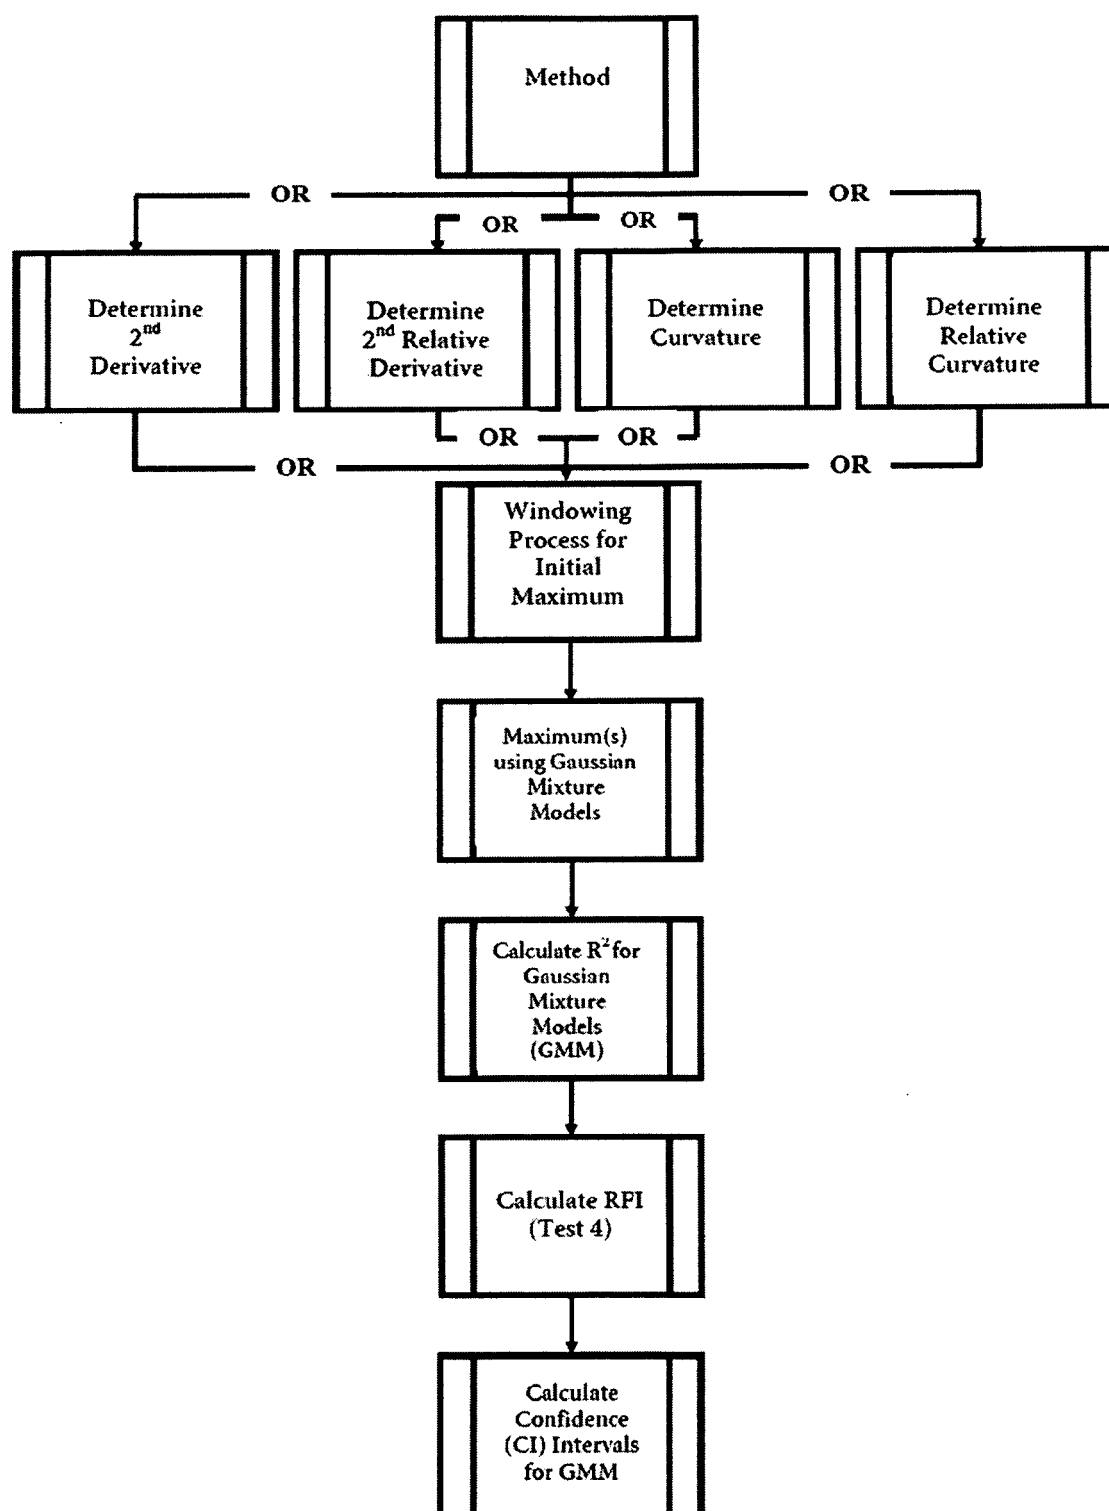 Method
OR
OR
OR
OR
Determine
2nd
Derivative
Determine
2nd Relative
Derivative
Determine
Curvature
Determine
Relative
Curvature
OR
OR
OR
OR
Windowing
Process for
Initial
Maximum
Maximum(s)
using Gaussian
Mixture
Models
Calculate R² for
Gaussian
Mixture
Models
(GMM)
Calculate RFI
(Test 4)
Calculate
Confidence
(CI) Intervals
for GMM